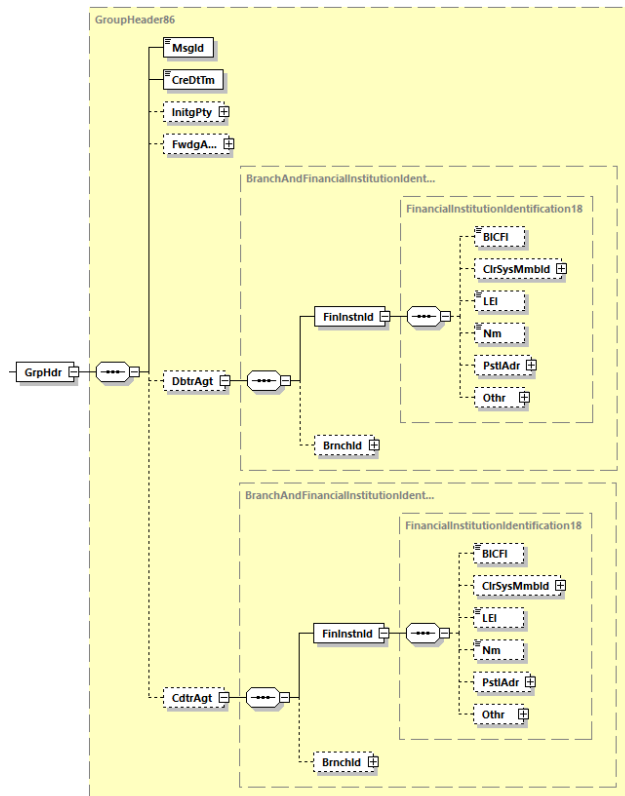 GroupHeader86
MsgId
CreDtTm
InitgPty
FwdgA...
BranchAndFinancialInstitutionIdent...
FinancialInstitutionIdentification18
BICFI
ClrSysMmbId
LEI
Nm
PstlAdr
Othr
FinInstnId
BrnchId
GrpHdr
DbtrAgt
BranchAndFinancialInstitutionIdent...
FinancialInstitutionIdentification18
BICFI
ClrSysMmbId
LEI
Nm
PstlAdr
Othr
FinInstnId
BrnchId
CdtrAgt